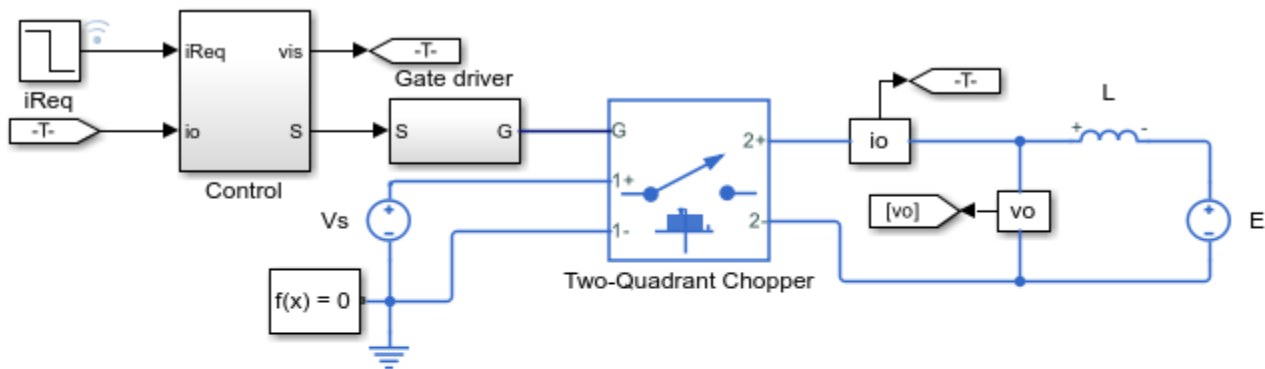 iReq
vis
-T-
Gate driver
iReq
-T-
io
S
Control
S
G
G
1+
1-
2+
2-
Two-Quadrant Chopper
Vs
f(x) = 0
io
-T-
[vo]
vo
L
+
-
+
-
E
+
-